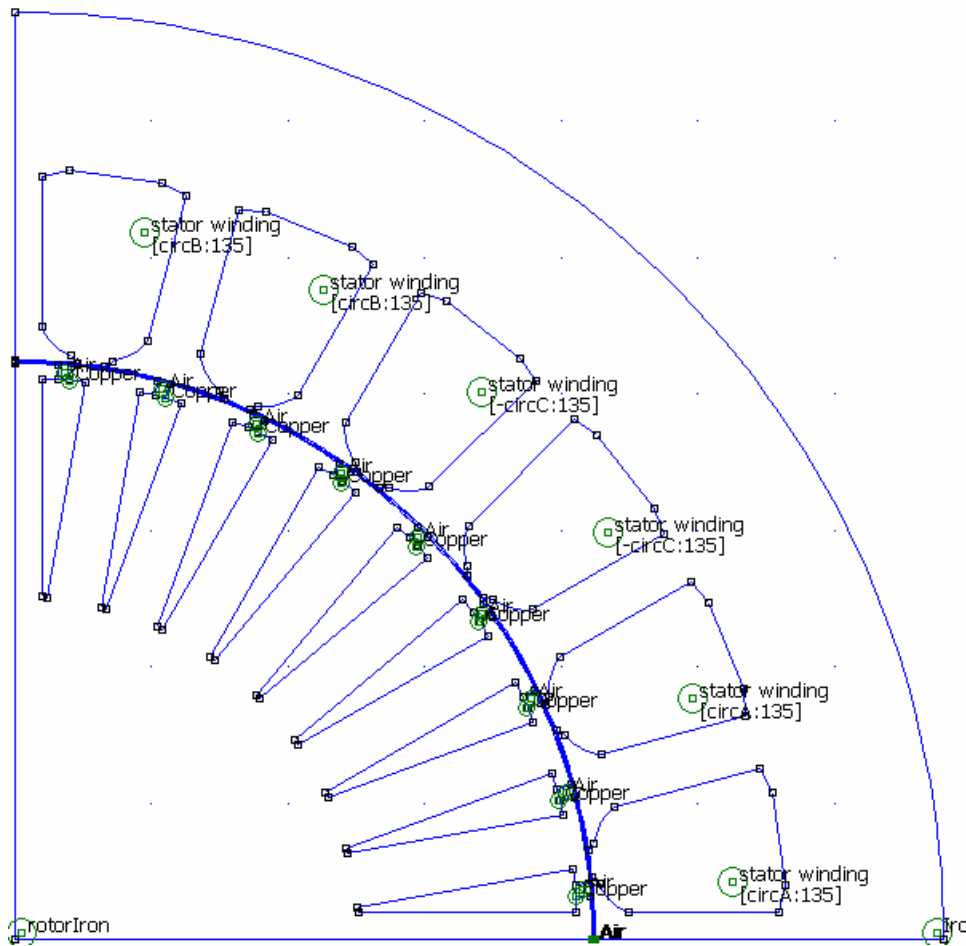 stator winding
[circB:135]
stator winding
[circB:135]
Air
Copper
Air
Copper
stator winding
[-circC:135]
Air
Copper
Air
Copper
stator winding
[-circC:135]
Air
Copper
Air
Copper
stator winding
[circA:135]
Air
Copper
Air
Copper
stator winding
[circA:135]
Air
Copper
rotorIron
Air
Iro